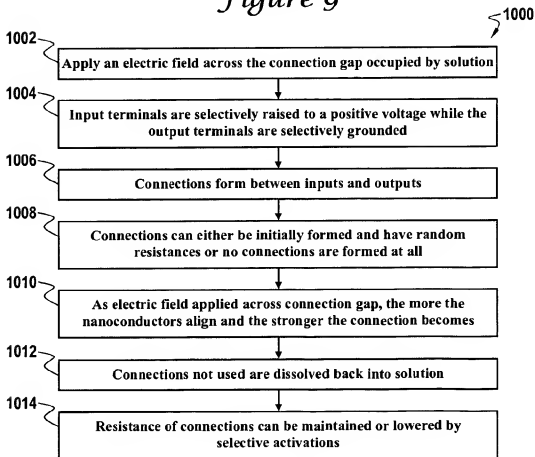 Figure 9
1000
1002
Apply an electric field across the connection gap occupied by solution
1004
Input terminals are selectively raised to a positive voltage while the
output terminals are selectively grounded
1006
Connections form between inputs and outputs
1008
Connections can either be initially formed and have random
resistances or no connections are formed at all
1010
As electric field applied across connection gap, the more the
nanoconductors align and the stronger the connection becomes
1012
Connections not used are dissolved back into solution
1014
Resistance of connections can be maintained or lowered by
selective activations